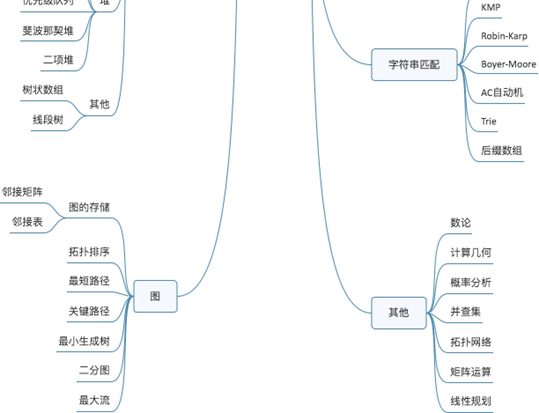 优先级队列
堆
斐波那契堆
二项堆
树状数组
其他
线段树
邻接矩阵
图的存储
邻接表
拓扑排序
最短路径
图
关键路径
最小生成树
二分图
最大流
KMP
Robin-Karp
字符串匹配
Boyer-Moore
AC自动机
Trie
后缀数组
数论
计算几何
概率分析
其他
并查集
拓扑网络
矩阵运算
线性规划